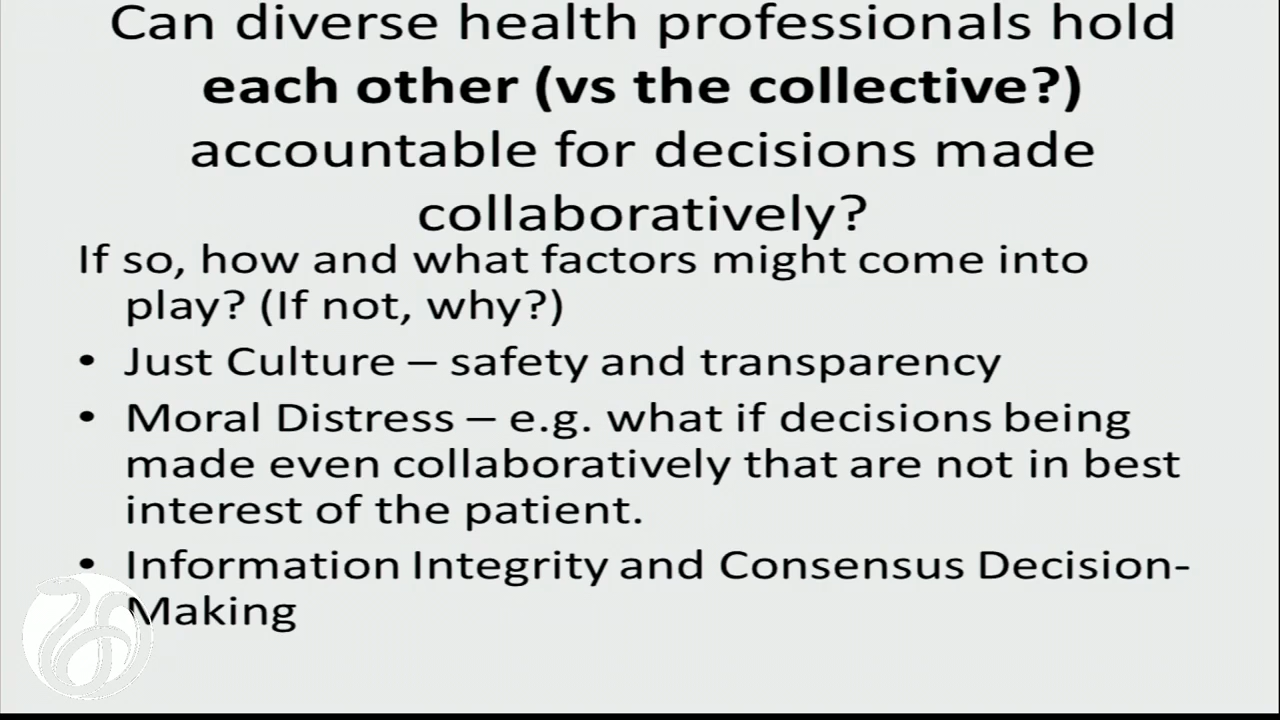 Can diverse health professionals hold
each other (vs the collective?)
accountable for decisions made
collaboratively?
If so, how and what factors might come into
play? (If not, why?)
• Just Culture – safety and transparency
• Moral Distress – e.g. what if decisions being
made even collaboratively that are not in best
interest of the patient.
• Information Integrity and Consensus Decision-
Making